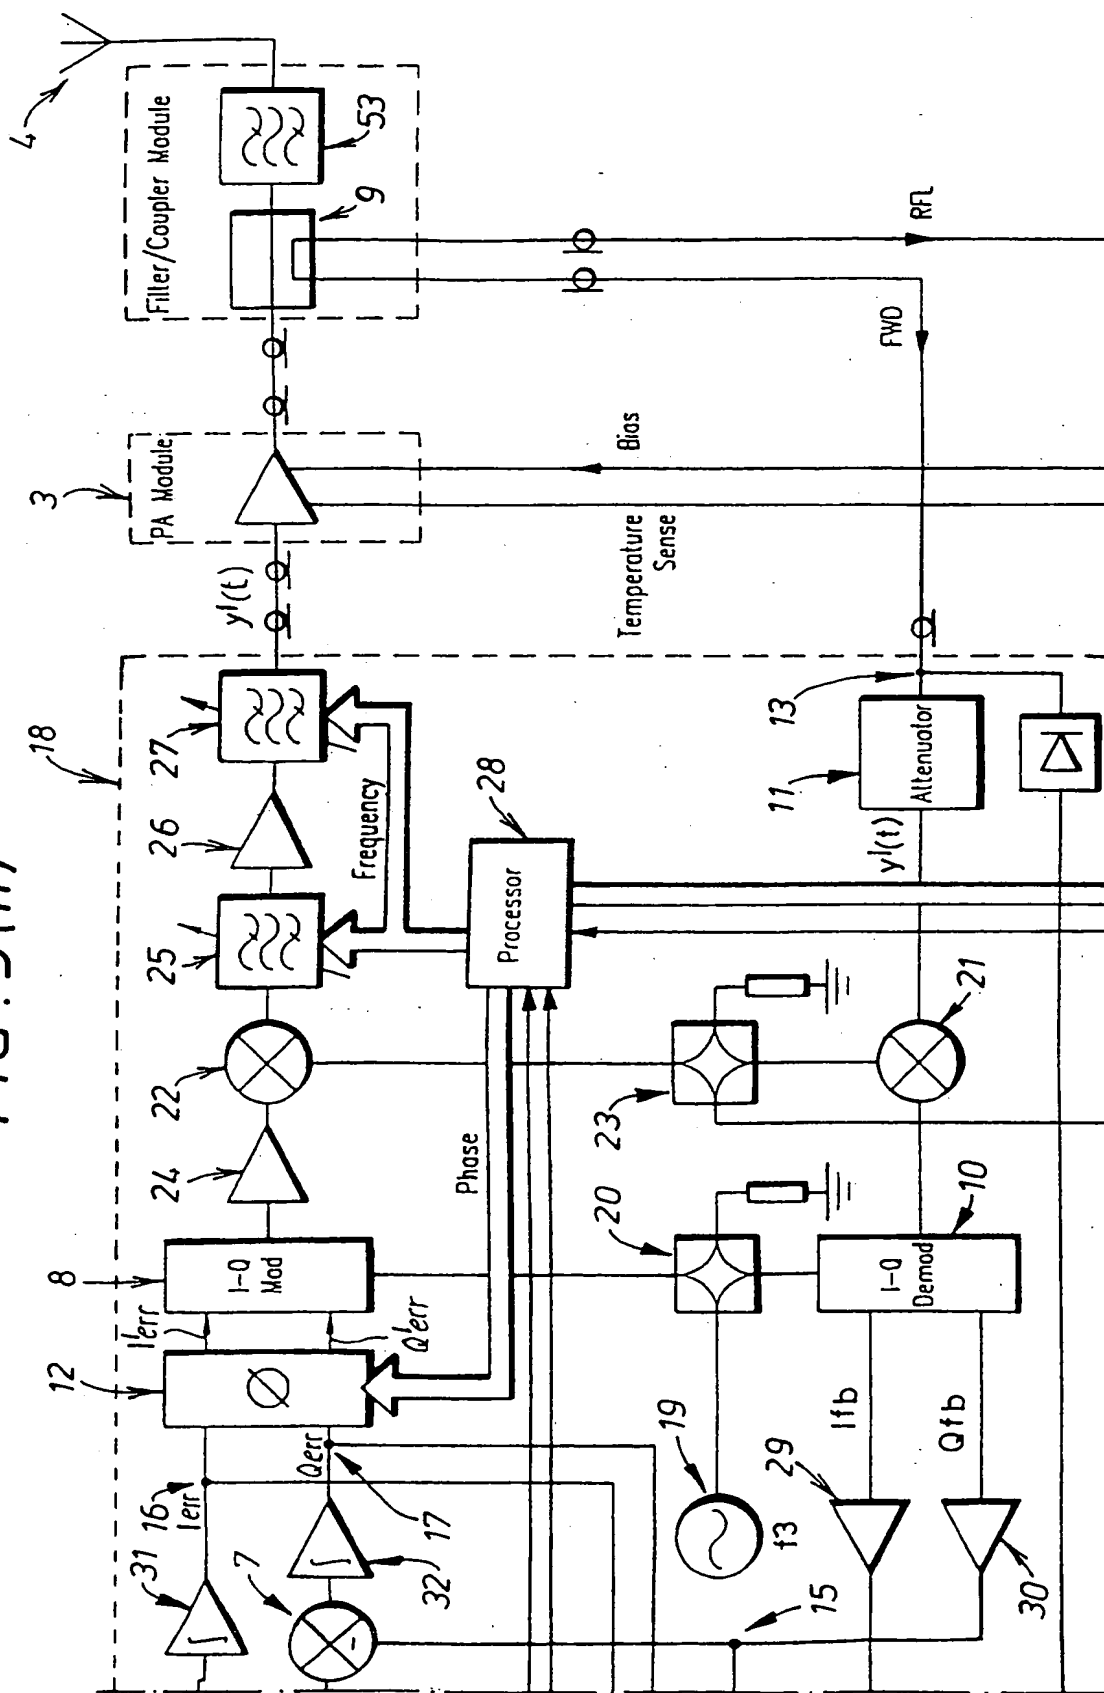 18
3
4
PA Module
Filter/Coupler Module
y'(t)
53
9
27
26
25
22
24
8
I-Q
Mod
I'err
Q'err
12
Ø
16
Ierr
Qerr
17
31
∫
7
-
∫
32
Frequency
Phase
28
Processor
Temperature
Sense
Bias
FWD
RFL
13
11
Attenuator
y'(t)
21
23
20
10
I-Q
Demod
Ifb
Qfb
19
f3
29
30
15